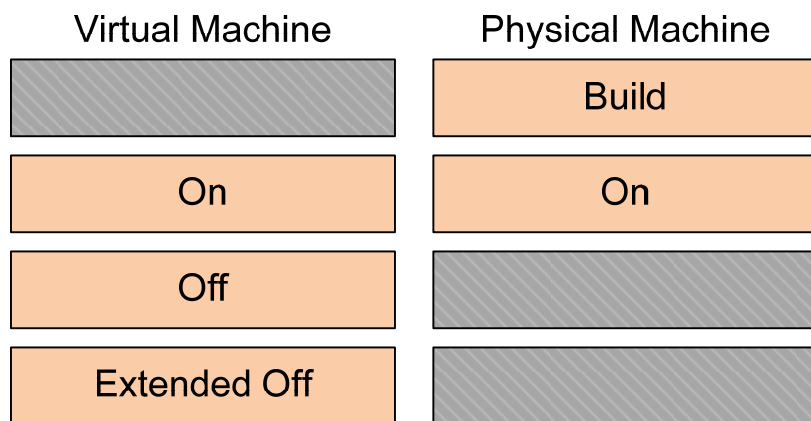 Virtual Machine
Physical Machine
Build
On
On
Off
Extended Off